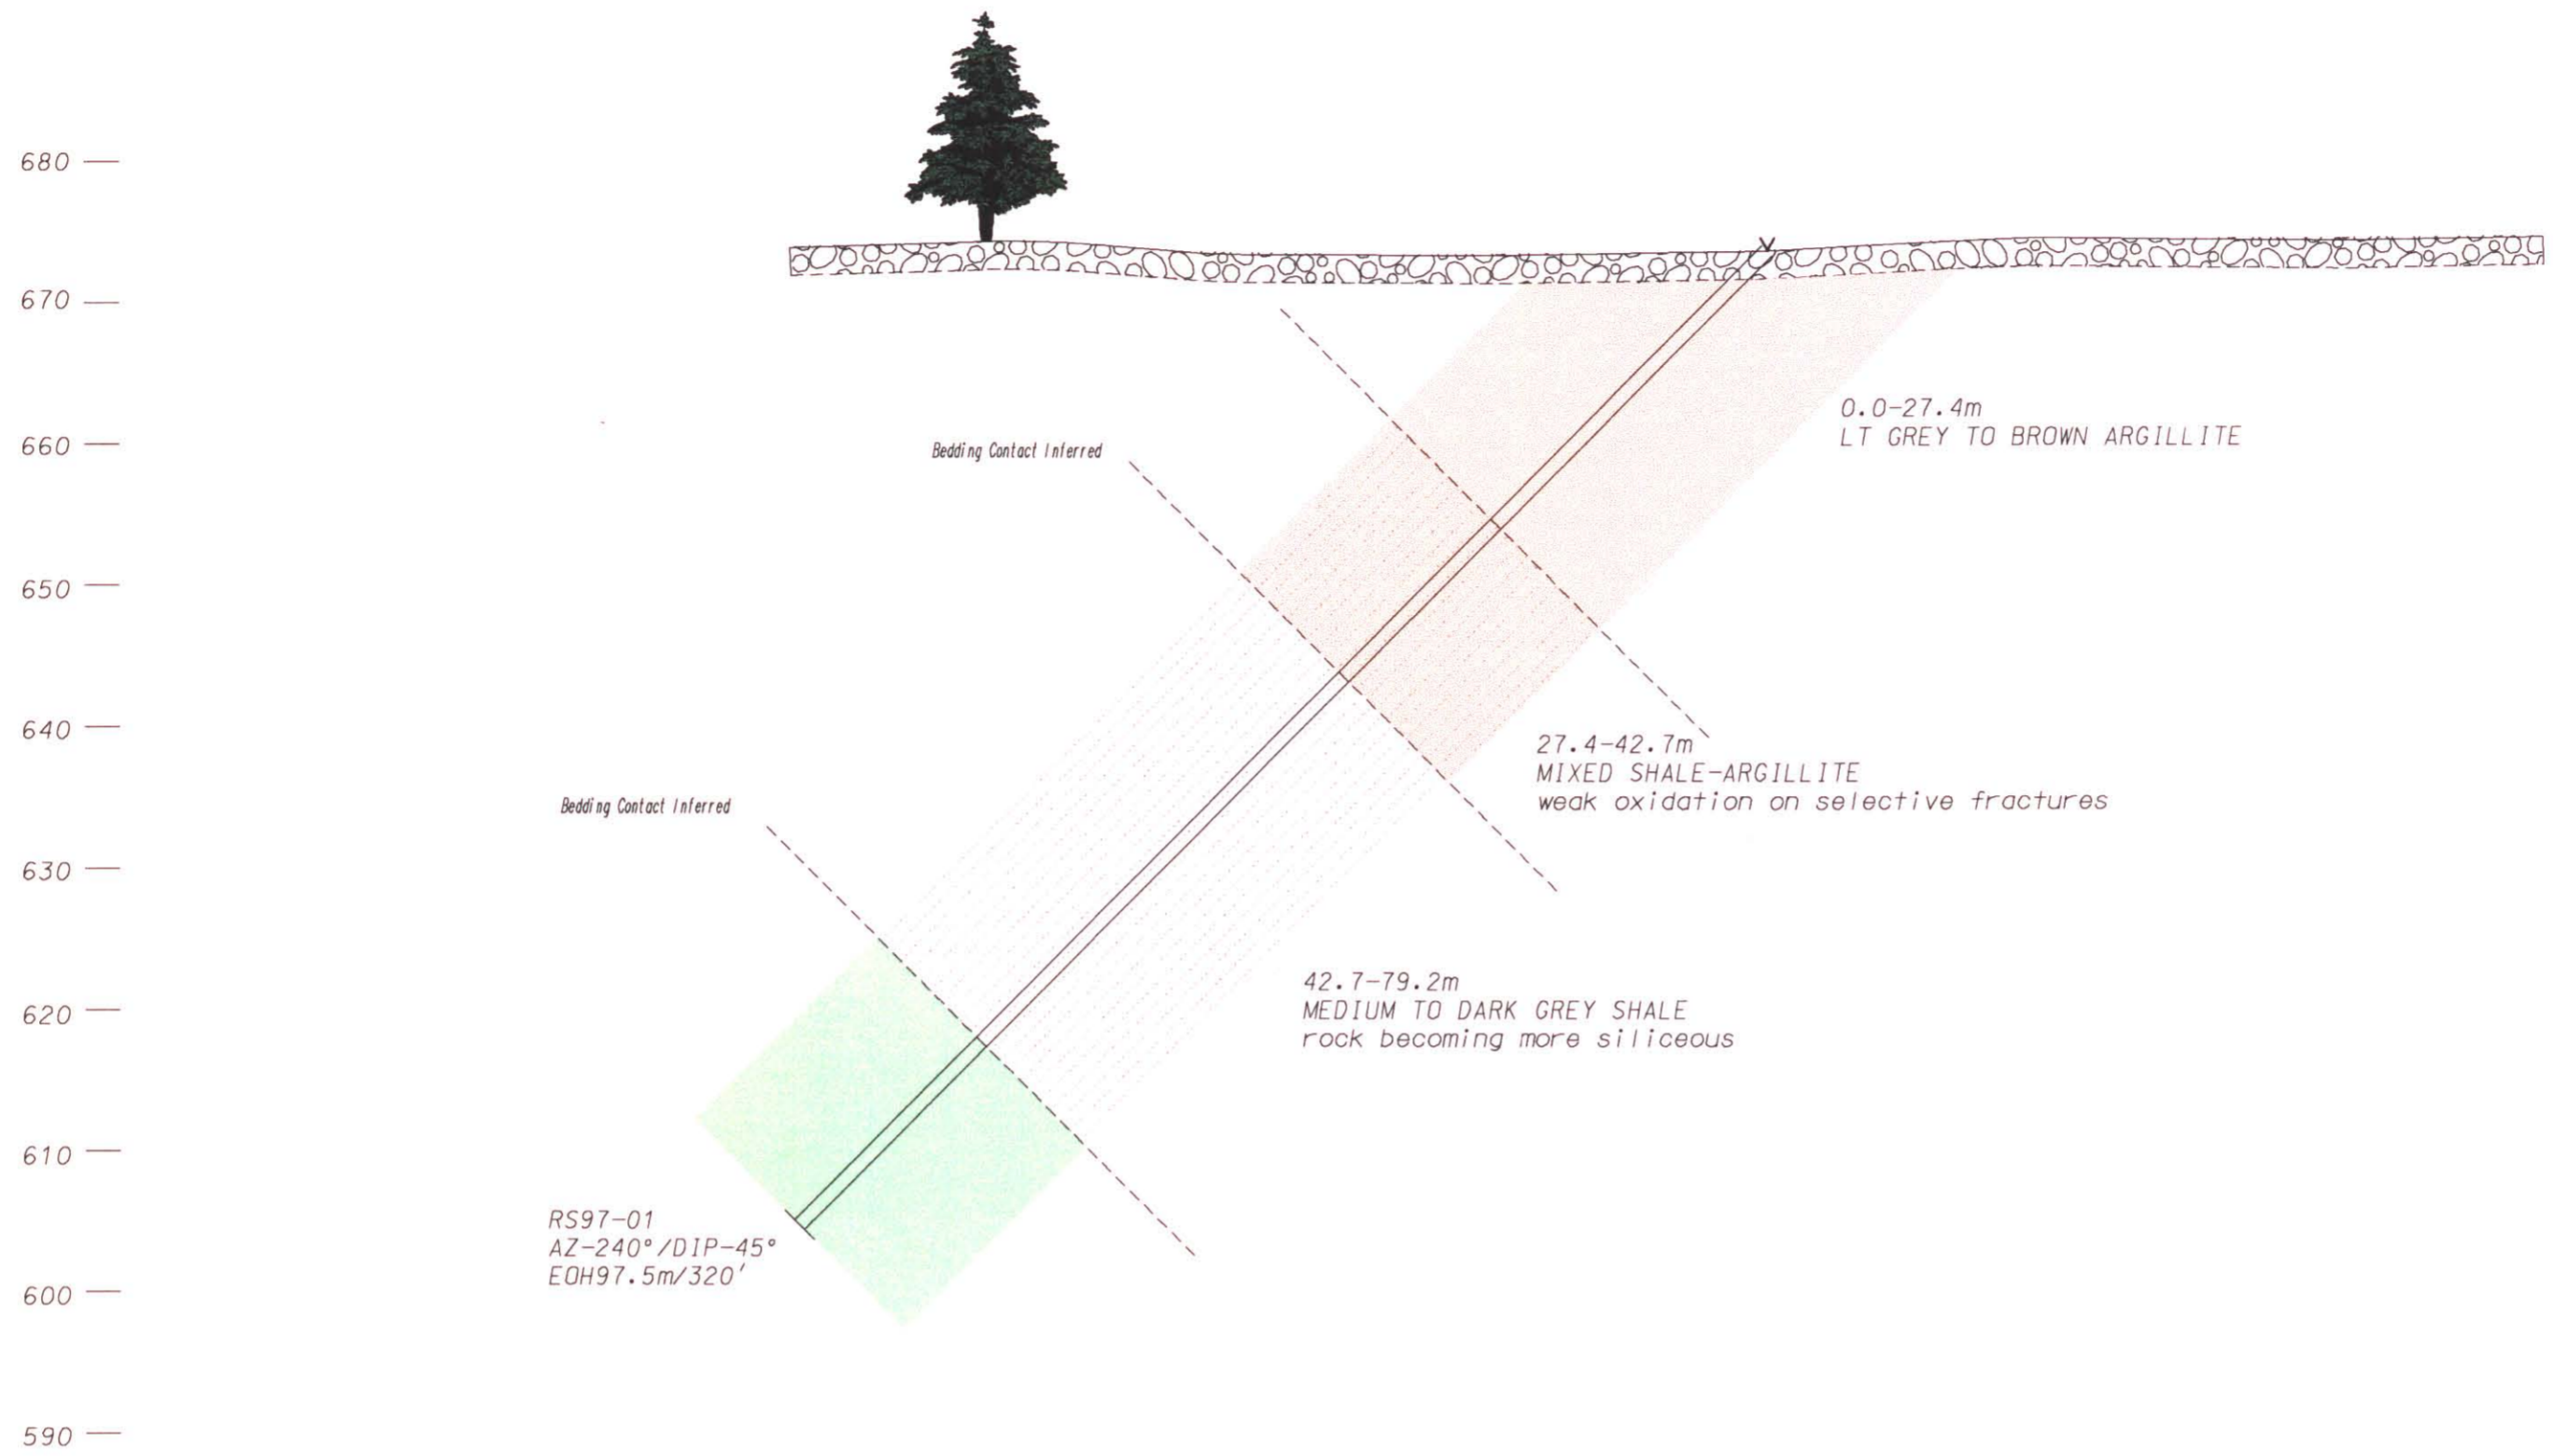 680
670
660
650
640
630
620
610
600
590
0.0-27.4m
LT GREY TO BROWN ARGILLITE
Bedding Contact Inferred
27.4-42.7m
MIXED SHALE-ARGILLITE
weak oxidation on selective fractures
Bedding Contact Inferred
42.7-79.2m
MEDIUM TO DARK GREY SHALE
rock becoming more siliceous
RS97-01
AZ-240°/DIP-45°
EOH97.5m/320'